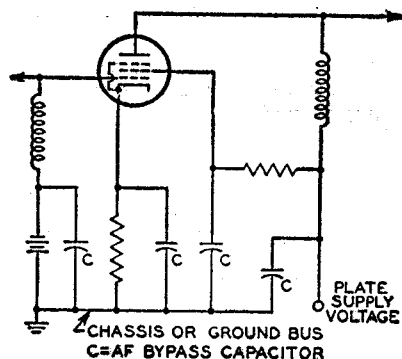 C
C
C
C
PLATE
SUPPLY
VOLTAGE
CHASSIS OR GROUND BUS
C=AF BYPASS CAPACITOR